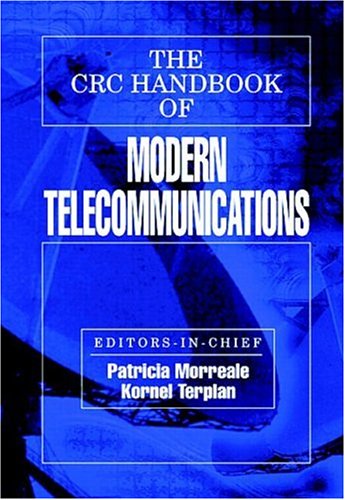 THE
CRC HANDBOOK
OF
MODERN
TELECOMMUNICATIONS
EDITORS-IN-CHIEF
Patricia Morreale
Kornel Terplan